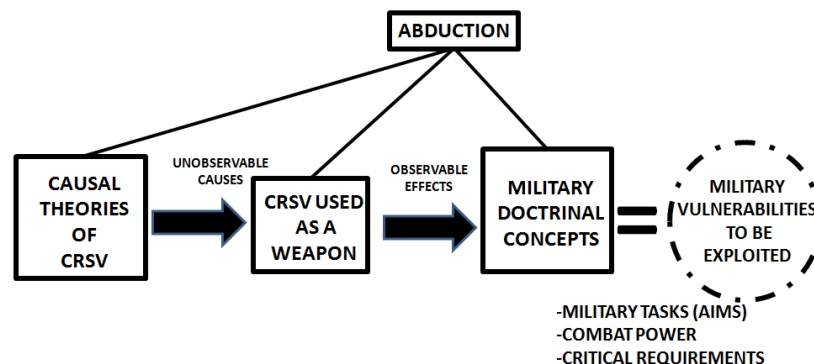 ABDUCTION
CAUSAL
THEORIES
OF
CRSV
UNOBSERVABLE
CAUSES
CRSV USED
AS A
WEAPON
OBSERVABLE
EFFECTS
MILITARY
DOCTRINAL
CONCEPTS
=
MILITARY
VULNERABILITIES
TO BE
EXPLOITED
-MILITARY TASKS (AIMS)
-COMBAT POWER
-CRITICAL REQUIREMENTS